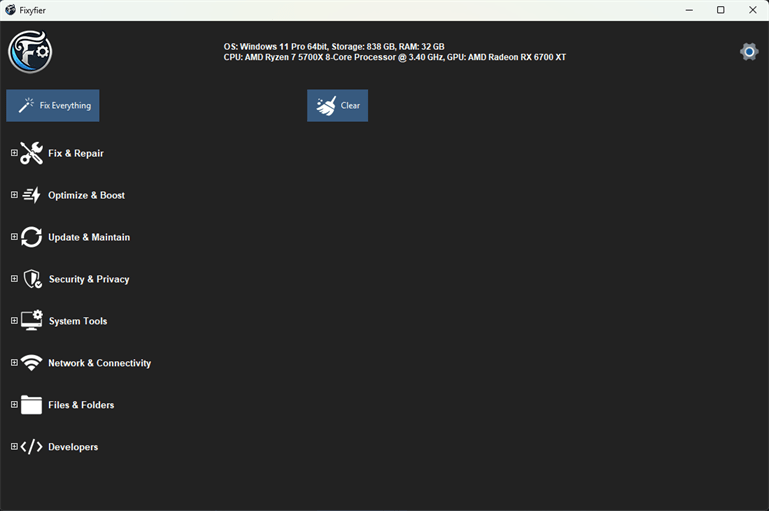 Fixyfier
OS: Windows 11 Pro 64bit, Storage: 838 GB, RAM: 32 GB
CPU: AMD Ryzen 7 5700X 8-Core Processor @ 3.40 GHz, GPU: AMD Radeon RX 6700 XT
Fix Everything
Clear
Fix & Repair
Optimize & Boost
Update & Maintain
Security & Privacy
System Tools
Network & Connectivity
Files & Folders
Developers